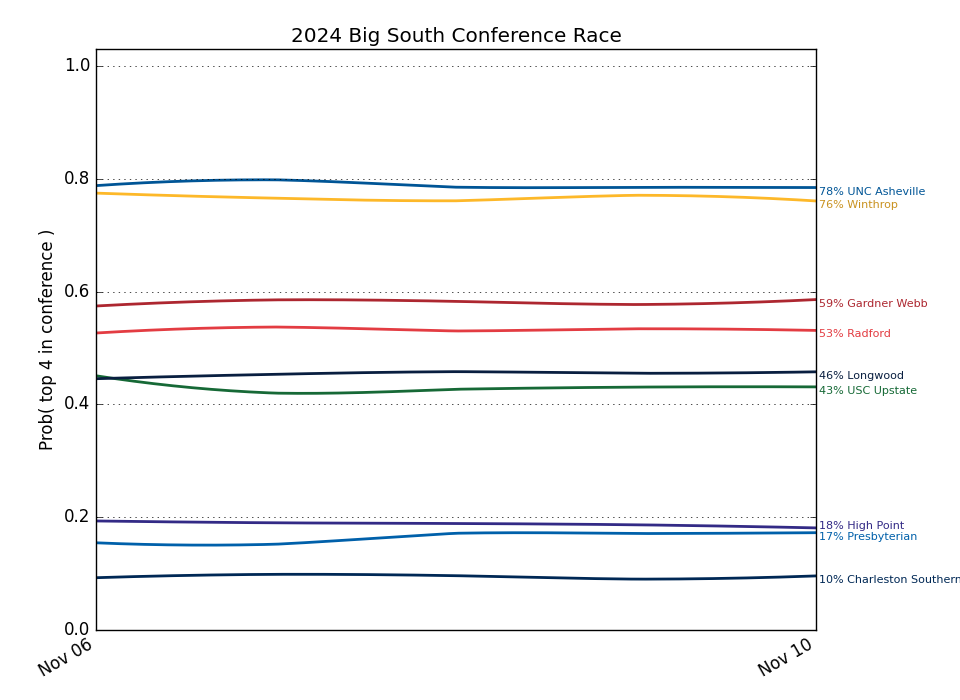 2024 Big South Conference Race
Prob( top 4 in conference )
1.0
0.8
0.6
0.4
0.2
0.0
Nov 06
Nov 10
78% UNC Asheville
76% Winthrop
59% Gardner Webb
53% Radford
46% Longwood
43% USC Upstate
18% High Point
17% Presbyterian
10% Charleston Southern